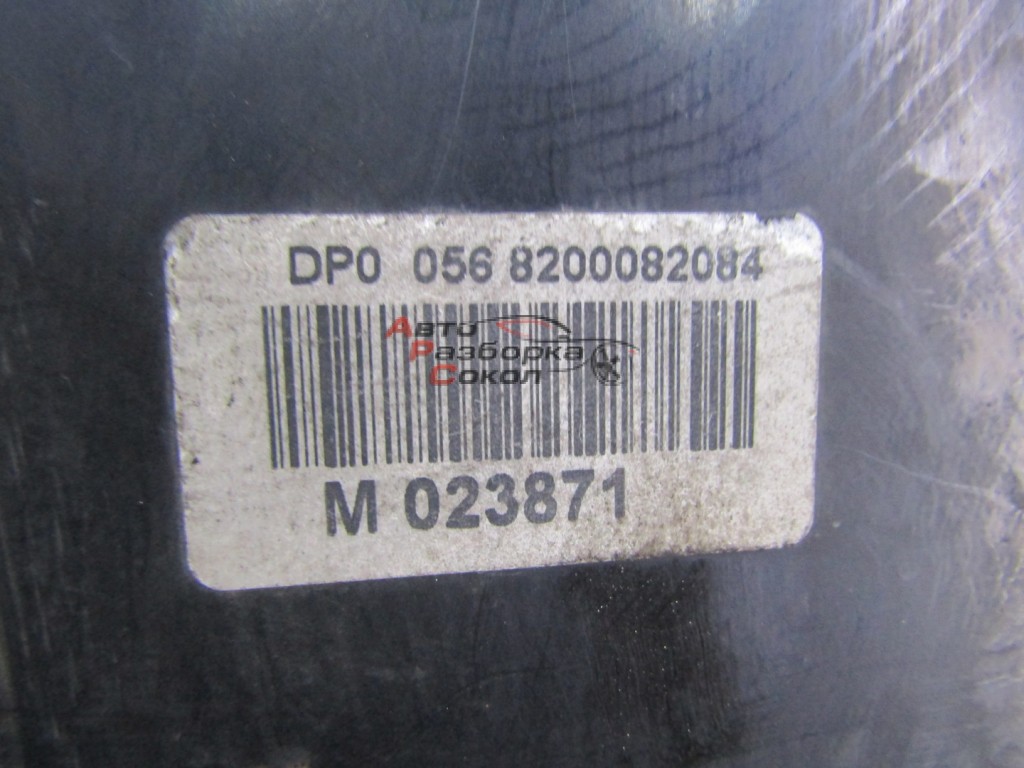 DP0 056 8200082084
Авто
Разборка
Сокол
M 023871